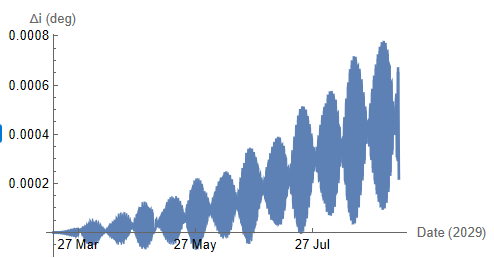 Δi (deg)
0.0008
0.0006
0.0004
0.0002
27 Mar 27 May 27 Jul
Date (2029)